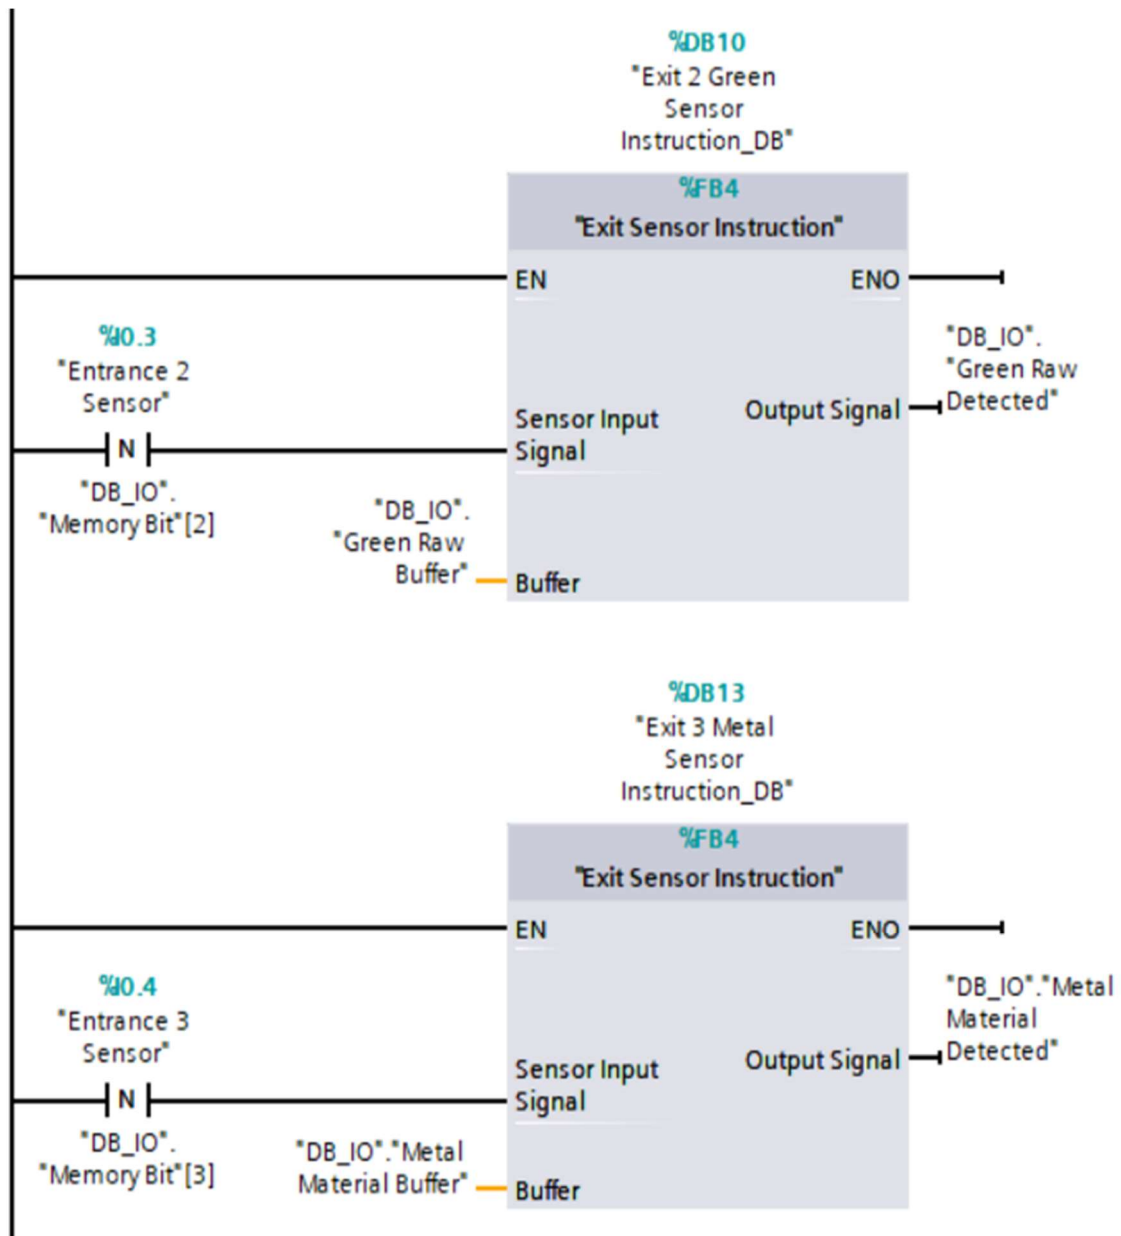 %DB10
"Exit 2 Green
Sensor
Instruction_DB"
%FB4
"Exit Sensor Instruction"
EN
ENO
%I0.3
"Entrance 2
Sensor"
N
"DB_IO".
"Memory Bit"[2]
Sensor Input
Signal
Output Signal
"DB_IO".
"Green Raw
Detected"
"DB_IO".
"Green Raw
Buffer"
Buffer
%DB13
"Exit 3 Metal
Sensor
Instruction_DB"
%FB4
"Exit Sensor Instruction"
EN
ENO
%I0.4
"Entrance 3
Sensor"
N
"DB_IO".
"Memory Bit"[3]
Sensor Input
Signal
Output Signal
"DB_IO"."Metal
Material
Detected"
"DB_IO"."Metal
Material Buffer"
Buffer